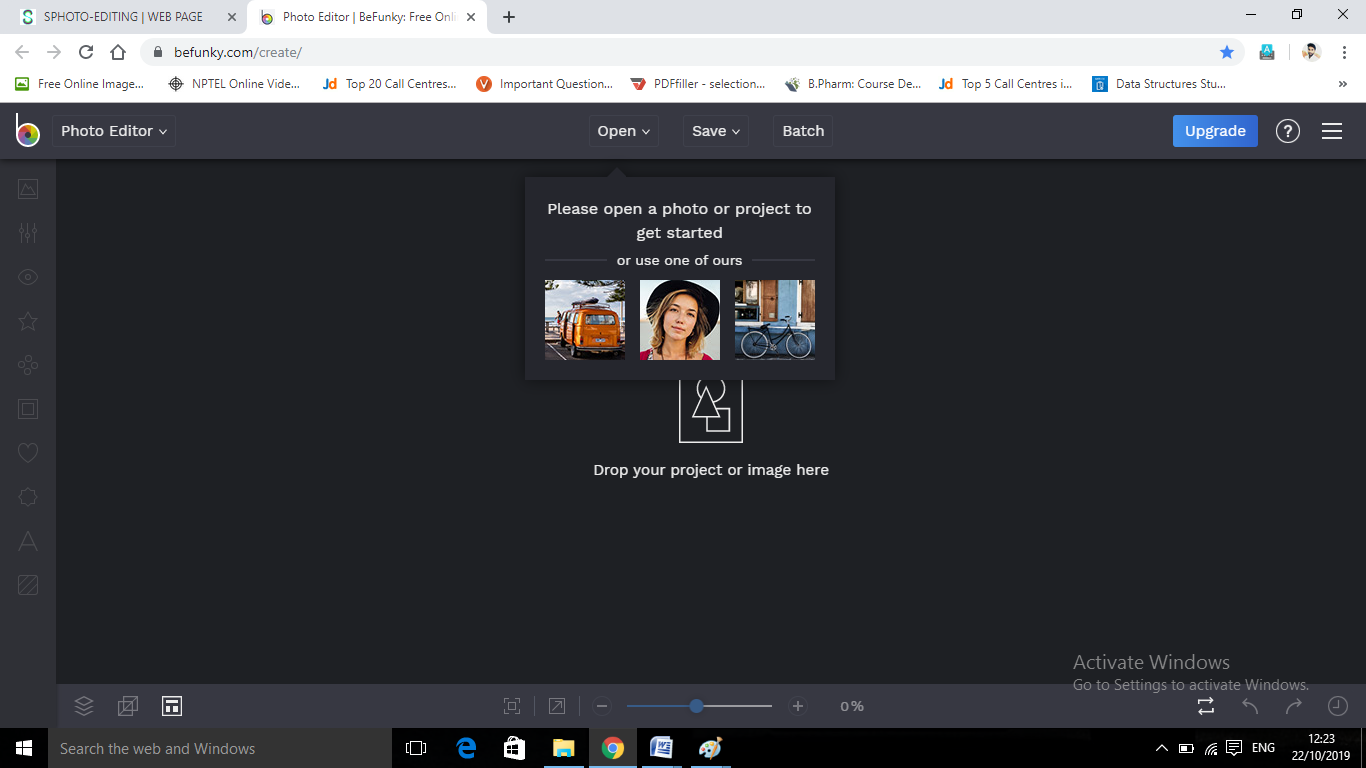 SPHOTO-EDITING | WEB PAGE
Photo Editor | BeFunky: Free Onli
befunky.com/create/
Free Online Image...
NPTEL Online Vide...
Jd Top 20 Call Centres...
V Important Question...
PDFfiller - selection...
B.Pharm: Course De...
Jd Top 5 Call Centres i...
Data Structures Stu...
»
Photo Editor
Open
Save
Batch
Upgrade
?
Please open a photo or project to
get started
or use one of ours
Drop your project or image here
Activate Windows
Go to Settings to activate Windows.
0 %
Search the web and Windows
ENG
12:23
22/10/2019